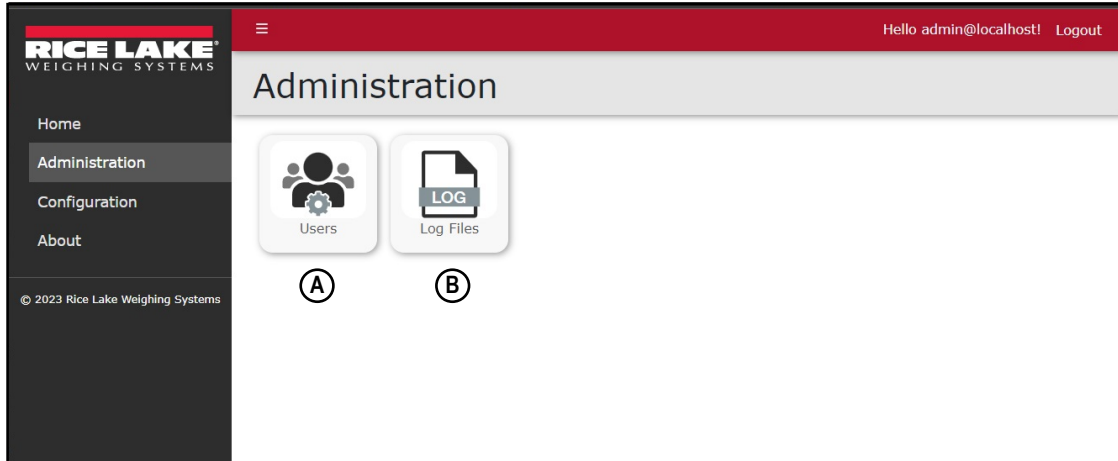 RICE LAKE®
WEIGHING SYSTEMS
Home
Administration
Configuration
About
© 2023 Rice Lake Weighing Systems
☰
Hello admin@localhost! Logout
Administration
LOG
Users
Log Files
A
B